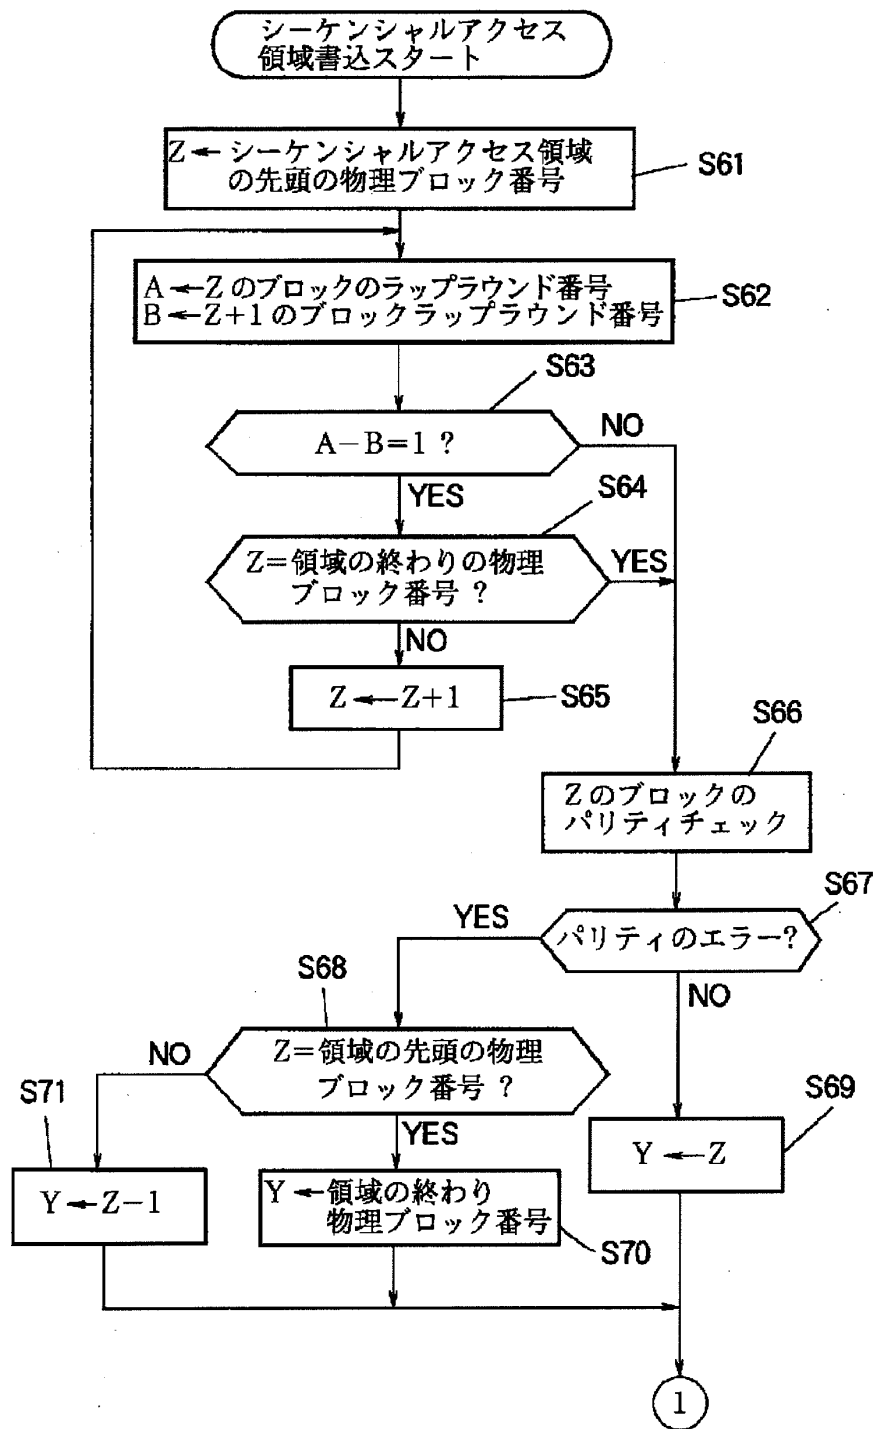 シーケンシャルアクセス
領域書込スタート
Z←シーケンシャルアクセス領域
の先頭の物理ブロック番号
S61
A←Zのブロックのラップラウンド番号
B←Z+1のブロックラップラウンド番号
S62
S63
A−B=1 ?
NO
YES
S64
Z=領域の終わりの物理
ブロック番号 ?
YES
NO
Z←Z+1
S65
S66
Zのブロックの
パリティチェック
S67
パリティのエラー?
YES
NO
S68
Z=領域の先頭の物理
ブロック番号 ?
NO
YES
S71
Y←Z−1
Y←領域の終わり
物理ブロック番号
S70
S69
Y←Z
1